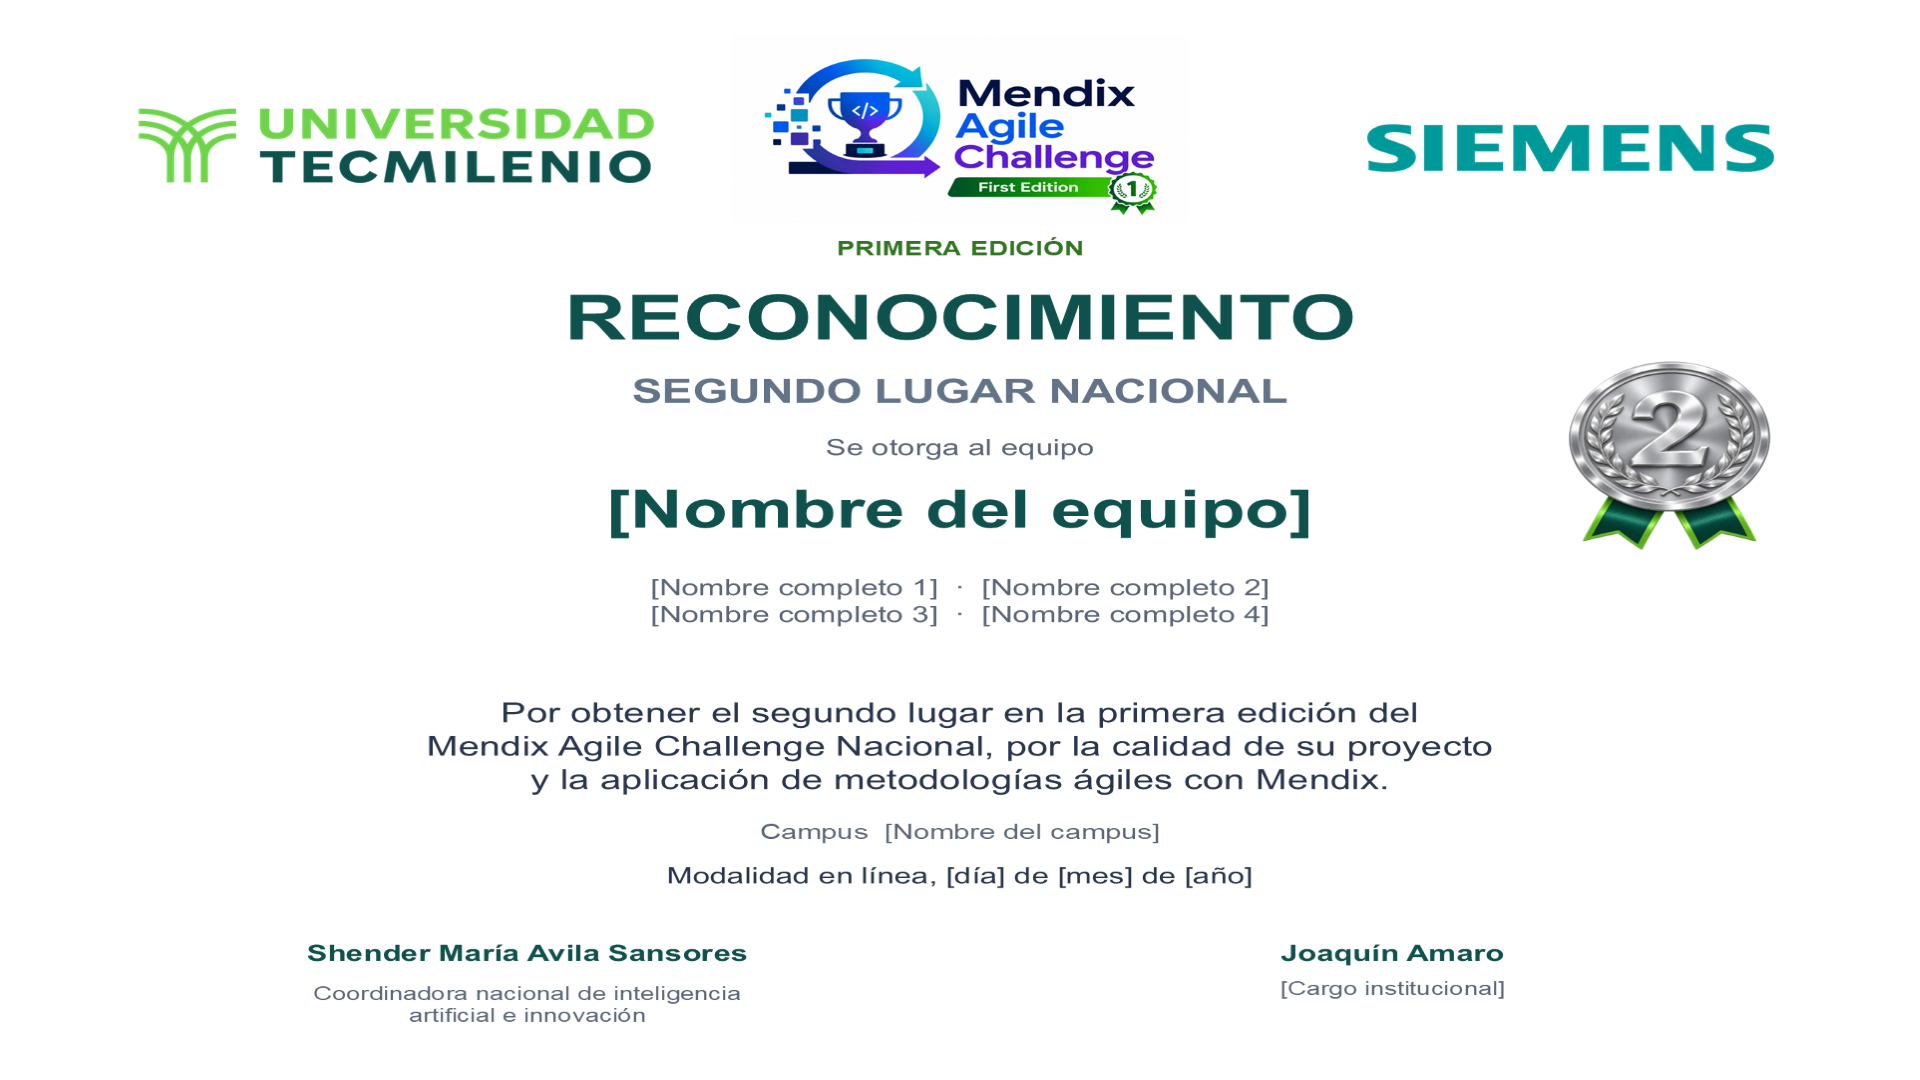 UNIVERSIDAD
TECMILENIO
</>
Mendix
Agile
Challenge
First Edition
1
SIEMENS
PRIMERA EDICIÓN
RECONOCIMIENTO
SEGUNDO LUGAR NACIONAL
Se otorga al equipo
[Nombre del equipo]
2
[Nombre completo 1] · [Nombre completo 2]
[Nombre completo 3] · [Nombre completo 4]
Por obtener el segundo lugar en la primera edición del
Mendix Agile Challenge Nacional, por la calidad de su proyecto
y la aplicación de metodologías ágiles con Mendix.
Campus [Nombre del campus]
Modalidad en línea, [día] de [mes] de [año]
Shender María Avila Sansores
Coordinadora nacional de inteligencia
artificial e innovación
Joaquín Amaro
[Cargo institucional]